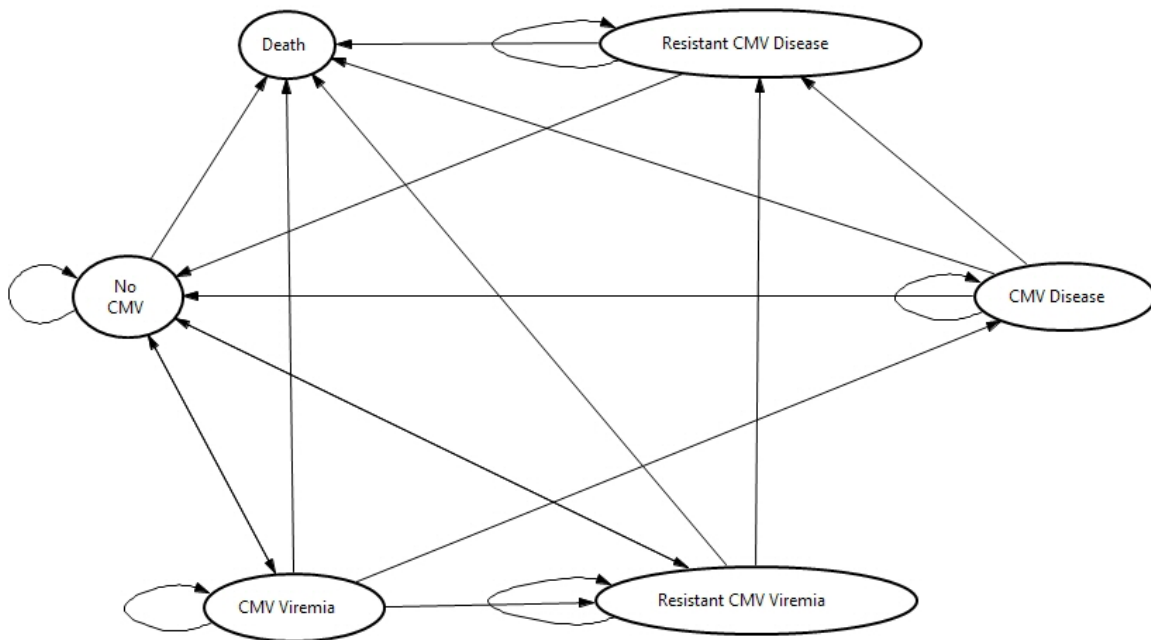 Death
Resistant CMV Disease
No
CMV
CMV Disease
CMV Viremia
Resistant CMV Viremia